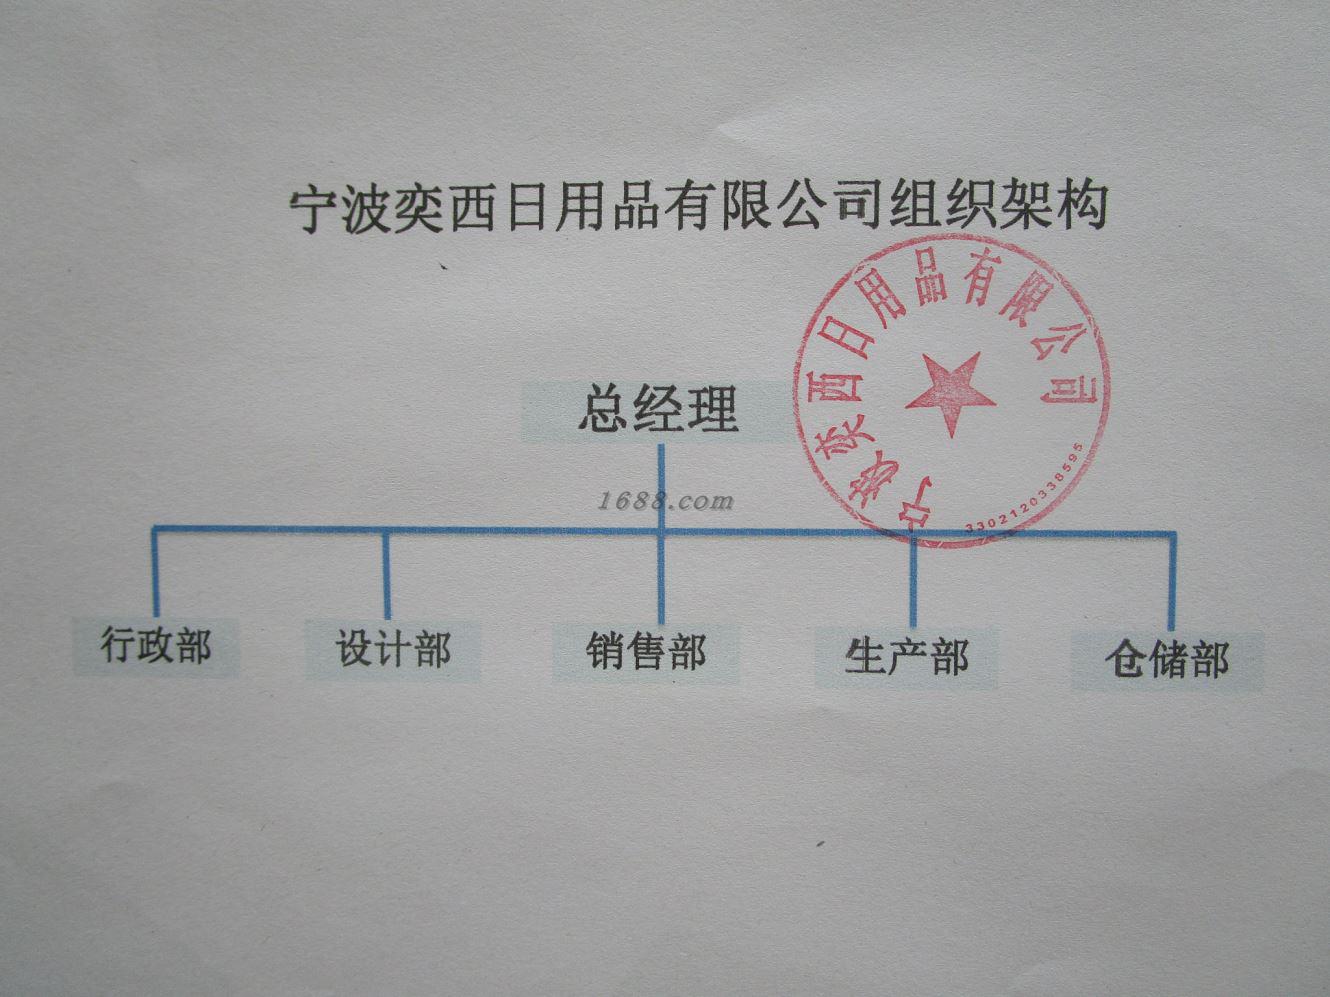 宁波奕西日用品有限公司组织架构
宁波奕西日用品有限公司
3302120338595
总经理
1688.com
行政部 设计部 销售部 生产部 仓储部